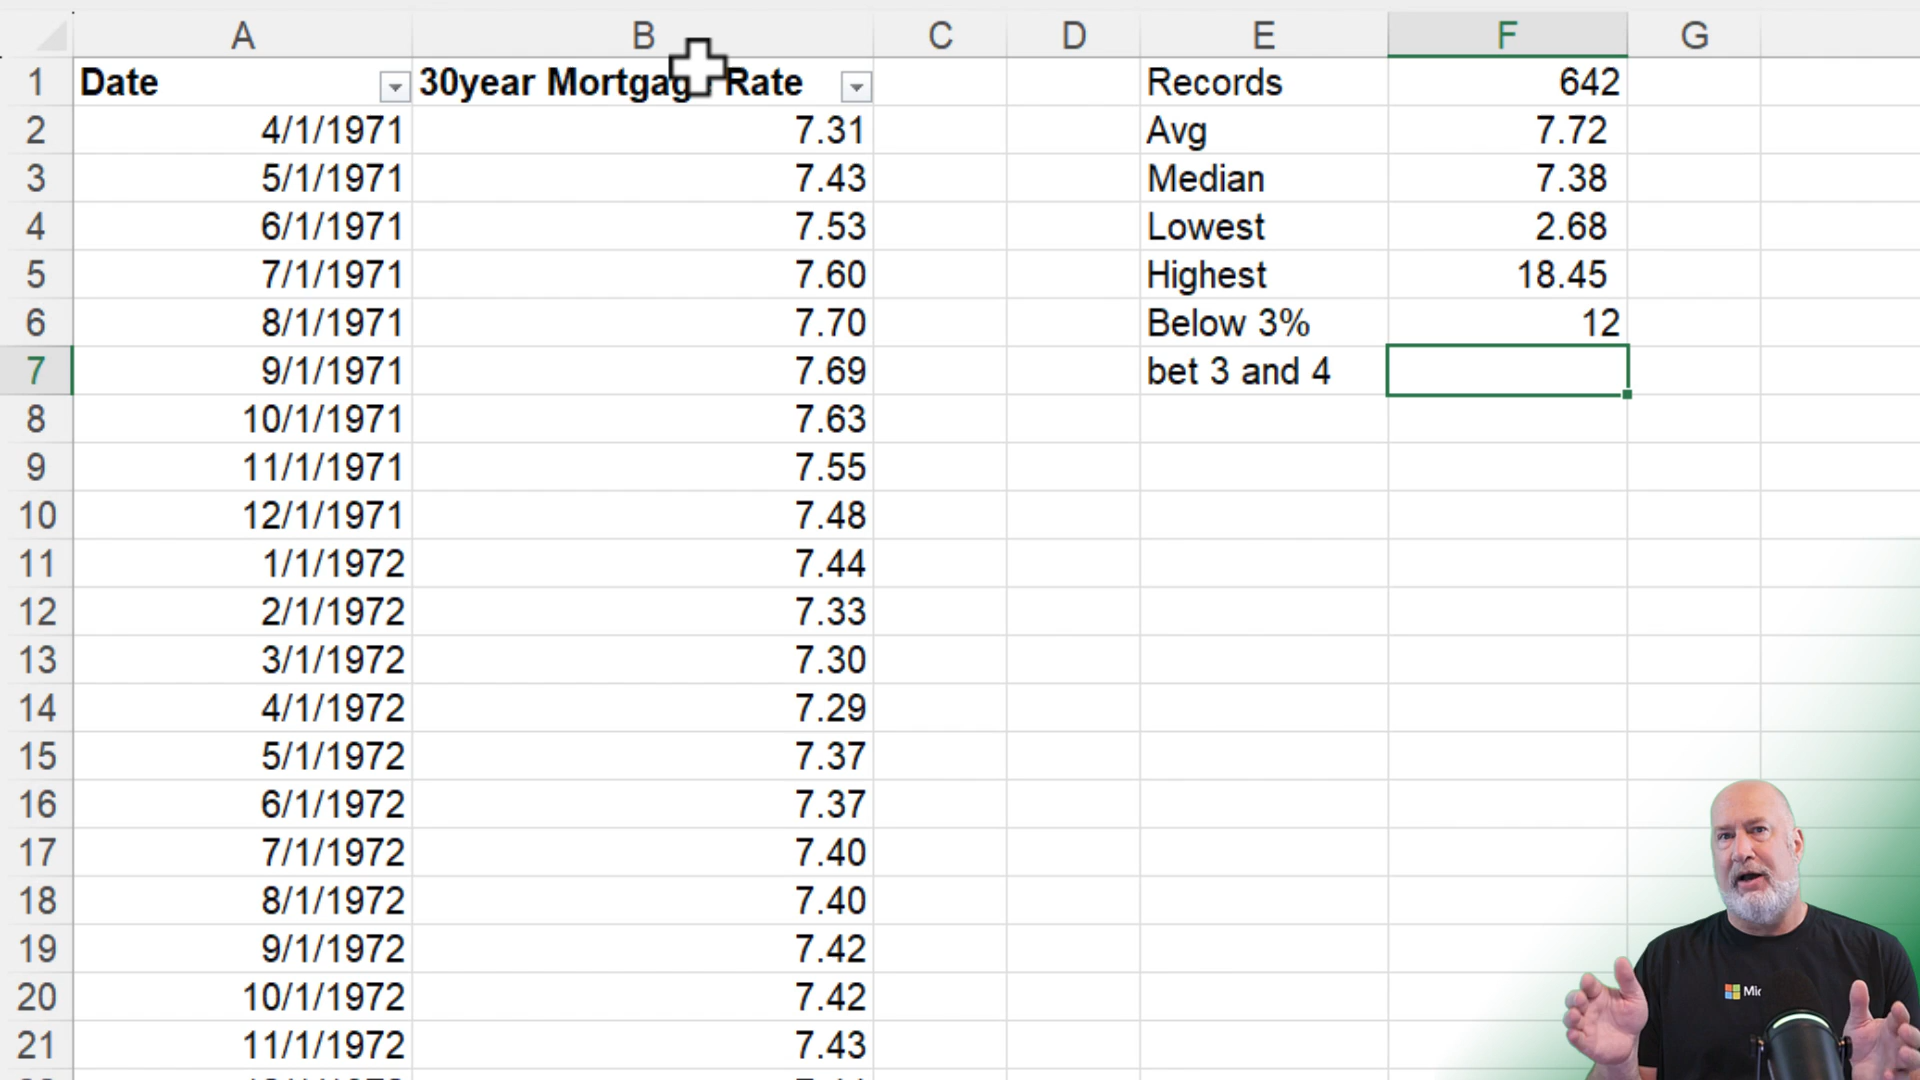 A B C D E F G
1 Date 30year Mortgag Rate Records 642
2 4/1/1971 7.31 Avg 7.72
3 5/1/1971 7.43 Median 7.38
4 6/1/1971 7.53 Lowest 2.68
5 7/1/1971 7.60 Highest 18.45
6 8/1/1971 7.70 Below 3% 12
7 9/1/1971 7.69 bet 3 and 4
8 10/1/1971 7.63
9 11/1/1971 7.55
10 12/1/1971 7.48
11 1/1/1972 7.44
12 2/1/1972 7.33
13 3/1/1972 7.30
14 4/1/1972 7.29
15 5/1/1972 7.37
16 6/1/1972 7.37
17 7/1/1972 7.40
18 8/1/1972 7.40
19 9/1/1972 7.42
20 10/1/1972 7.42
21 11/1/1972 7.43